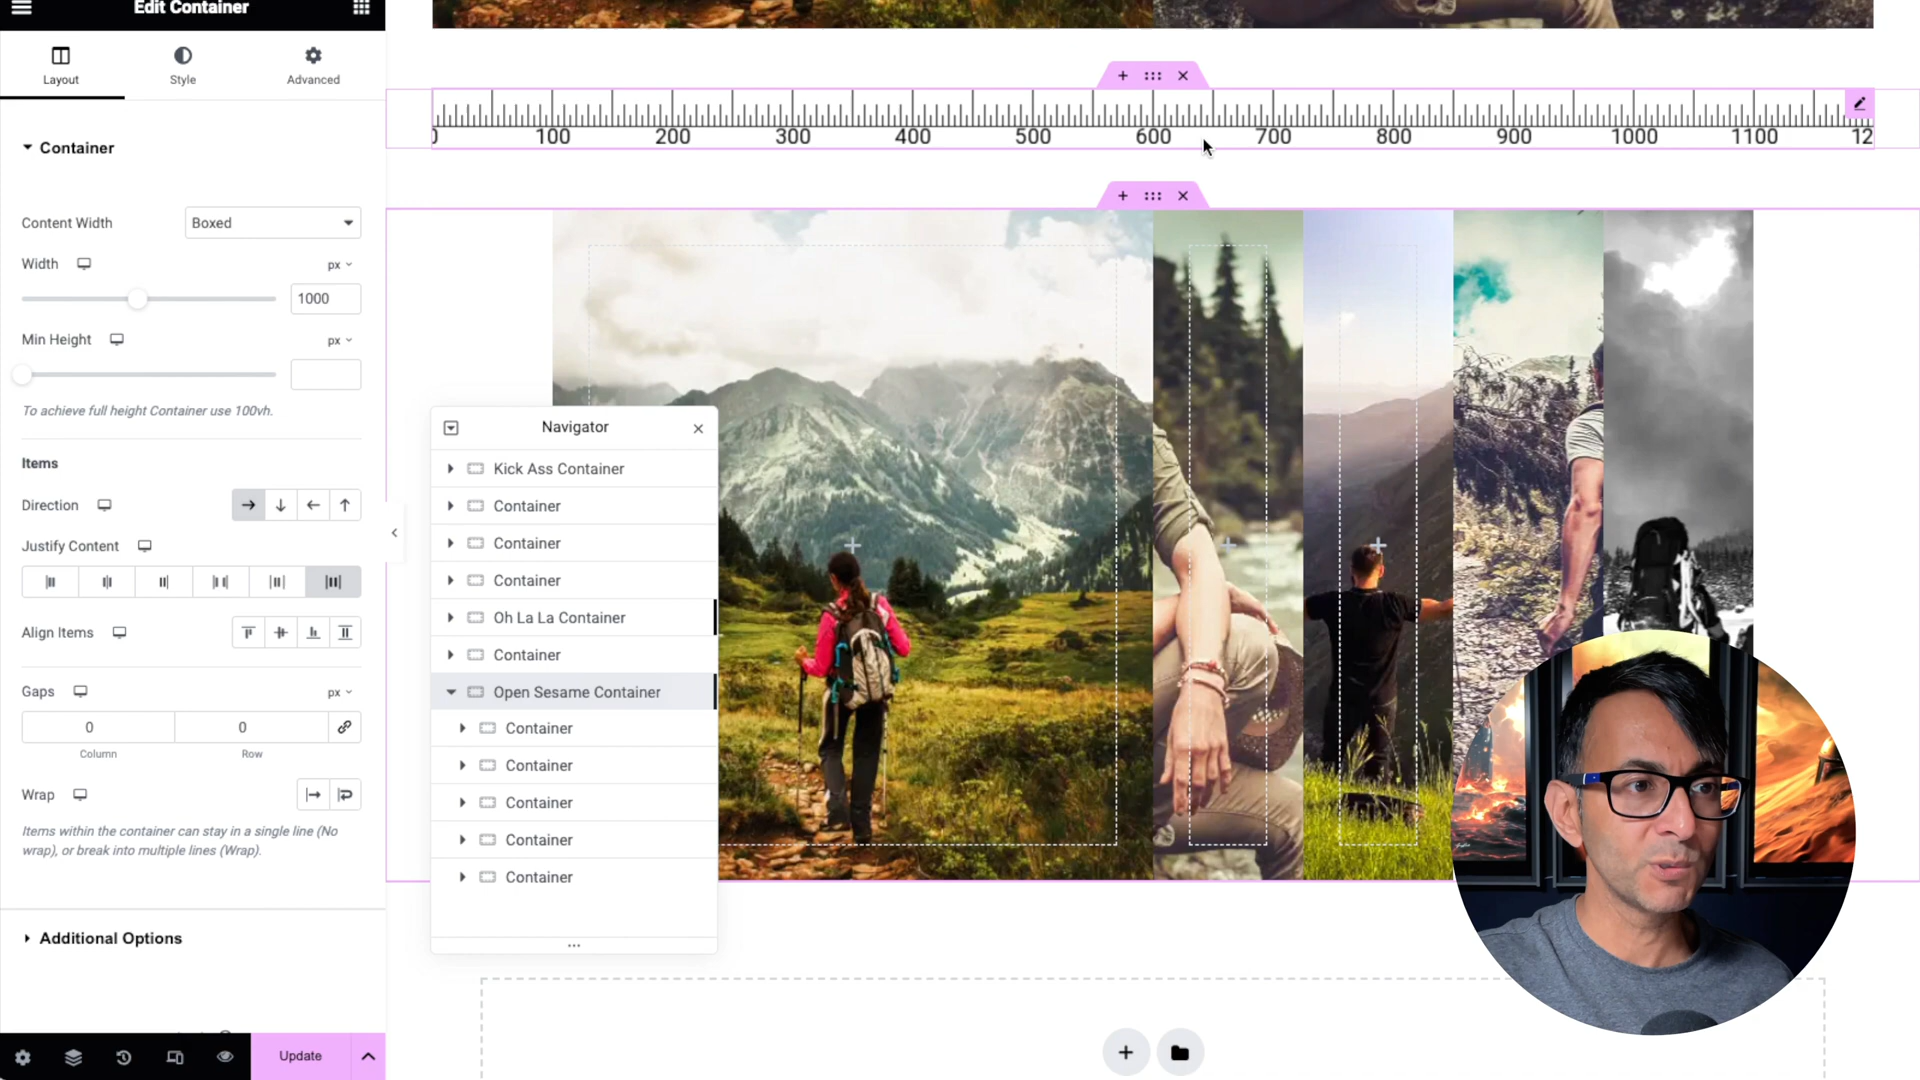 Edit Container
Layout
Style
Advanced
Container
Content Width
Boxed
Width
px
1000
Min Height
px
To achieve full height Container use 100vh.
Items
Direction
Justify Content
Align Items
Gaps
px
0
0
Column
Row
Wrap
Items within the container can stay in a single line (No
wrap), or break into multiple lines (Wrap).
Additional Options
Update
0 100 200 300 400 500 600 700 800 900 1000 1100 12
Navigator
Kick Ass Container
Container
Container
Container
Oh La La Container
Container
Open Sesame Container
Container
Container
Container
Container
Container